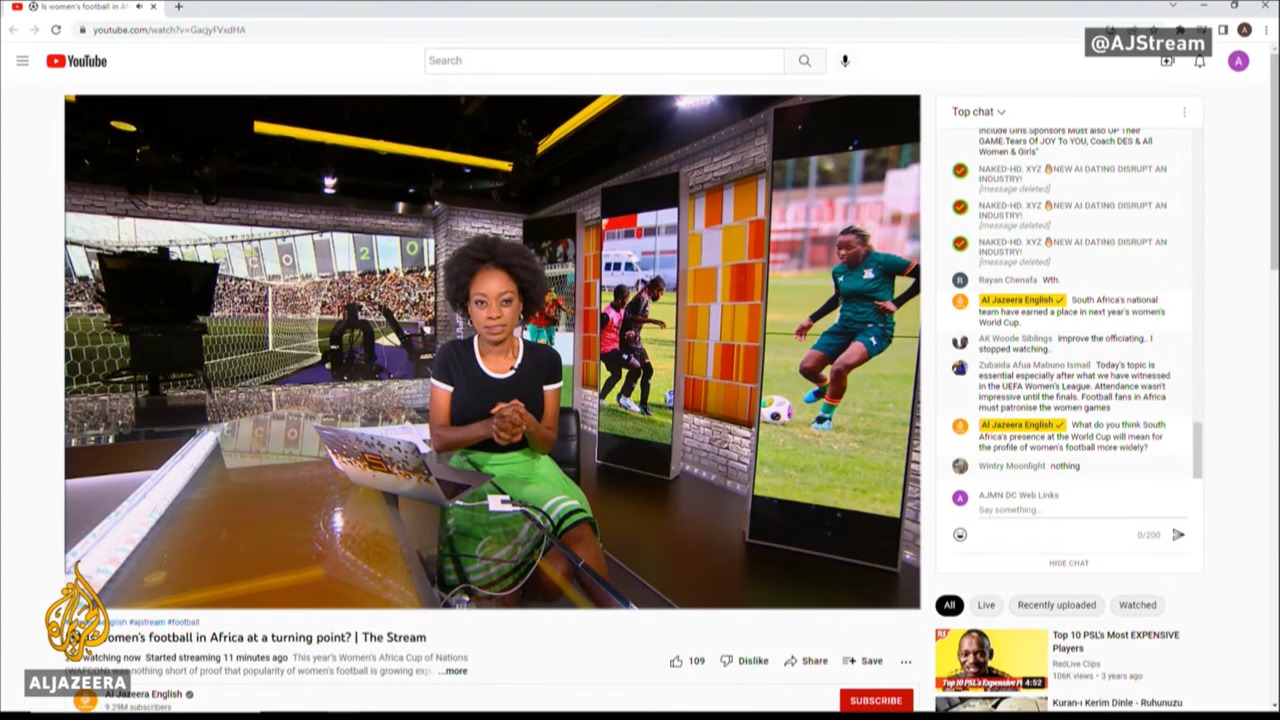 Is women's football in Af
youtube.com/watch?v=GacjyFVxdHA
@AJStream
YouTube
Search
A
Top chat
include Girls.Sponsors Must also UP Their
GAME.Tears Of JOY To YOU, Coach DES & All
Women & Girls"
NAKED-HD. XYZ 🔥NEW AI DATING DISRUPT AN
INDUSTRY!
[message deleted]
NAKED-HD. XYZ 🔥NEW AI DATING DISRUPT AN
INDUSTRY!
[message deleted]
NAKED-HD. XYZ 🔥NEW AI DATING DISRUPT AN
INDUSTRY!
[message deleted]
R
Rayan Chenafa Wth.
Al Jazeera English South Africa's national
team have earned a place in next year's women's
World Cup.
AK Woode Siblings improve the officiating.. I
stopped watching..
Zubaida Afua Mabuno Ismail Today's topic is
essential especially after what we have witnessed
in the UEFA Women's League. Attendance wasn't
impressive until the finals. Football fans in Africa
must patronise the women games
Al Jazeera English What do you think South
Africa's presence at the World Cup will mean for
the profile of women's football more widely?
Wintry Moonlight nothing
A
AJMN DC Web Links
Say something...
0/200
HIDE CHAT
2 0
#ajstream #football
women's football in Africa at a turning point? | The Stream
watching now Started streaming 11 minutes ago This year's Women's Africa Cup of Nations
(WAFCON) was nothing short of proof that popularity of women's football is growing exp
...more
109
Dislike
Share
Save
ALJAZEERA
Al Jazeera English
9.29M subscribers
SUBSCRIBE
All
Live
Recently uploaded
Watched
Top 10 PSL's Expensive Pl
4:52
Top 10 PSL's Most EXPENSIVE
Players
RedLive Clips
106K views • 3 years ago
Kuran-ı Kerim Dinle - Ruhunuzu